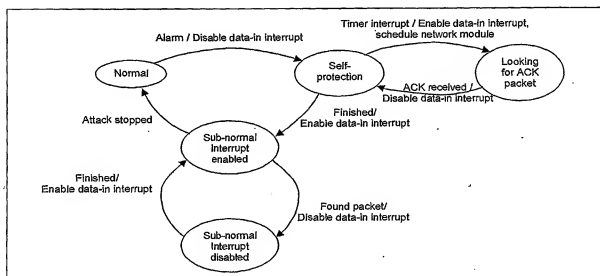 Alarm / Disable data-in interrupt
Timer interrupt / Enable data-in interrupt,
schedule network module
Normal
Self-
protection
Looking
for ACK
packet
ACK received /
Disable data-in interrupt
Attack stopped
Finished/
Enable data-in interrupt
Sub-normal
Interrupt
enabled
Finished/
Enable data-in interrupt
Found packet/
Disable data-in interrupt
Sub-normal
Interrupt
disabled